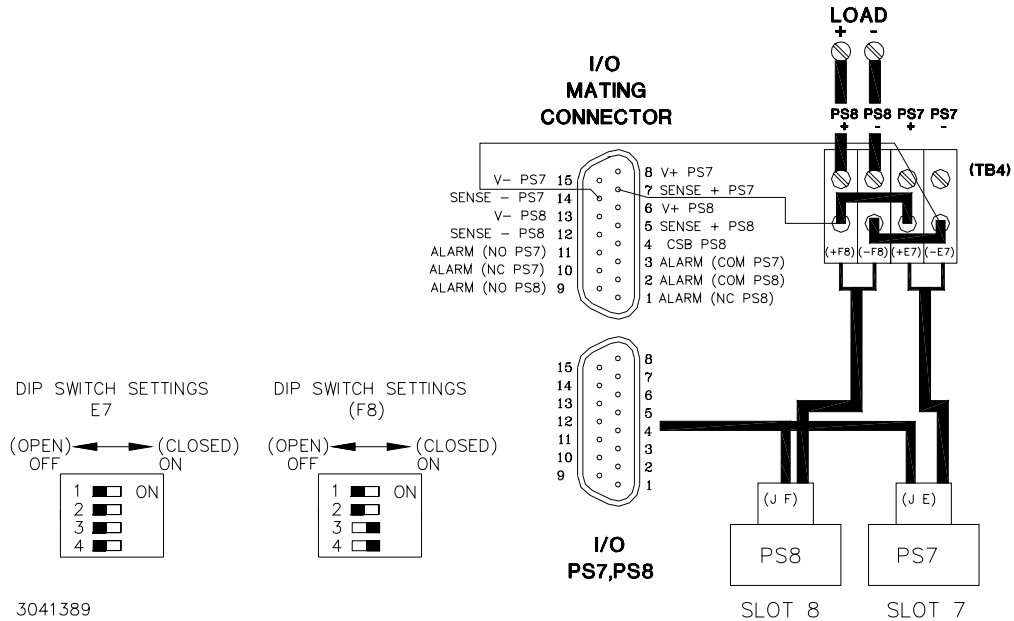 LOAD
+ -
I/O
MATING
CONNECTOR
PS8 PS8 PS7 PS7
+ - + -
(TB4)
V- PS7 15
SENSE - PS7 14
V- PS8 13
SENSE - PS8 12
ALARM (NO PS7) 11
ALARM (NC PS7) 10
ALARM (NO PS8) 9
8 V+ PS7
7 SENSE + PS7
6 V+ PS8
5 SENSE + PS8
4 CSB PS8
3 ALARM (COM PS7)
2 ALARM (COM PS8)
1 ALARM (NC PS8)
(+F8) (-F8) (+E7) (-E7)
15
14
13
12
11
10
9
8
7
6
5
4
3
2
1
I/O
PS7,PS8
DIP SWITCH SETTINGS
E7
(OPEN) (CLOSED)
OFF ON
1 ON
2
3
4
DIP SWITCH SETTINGS
(F8)
(OPEN) (CLOSED)
OFF ON
1 ON
2
3
4
(J F)
PS8
SLOT 8
(J E)
PS7
SLOT 7
3041389